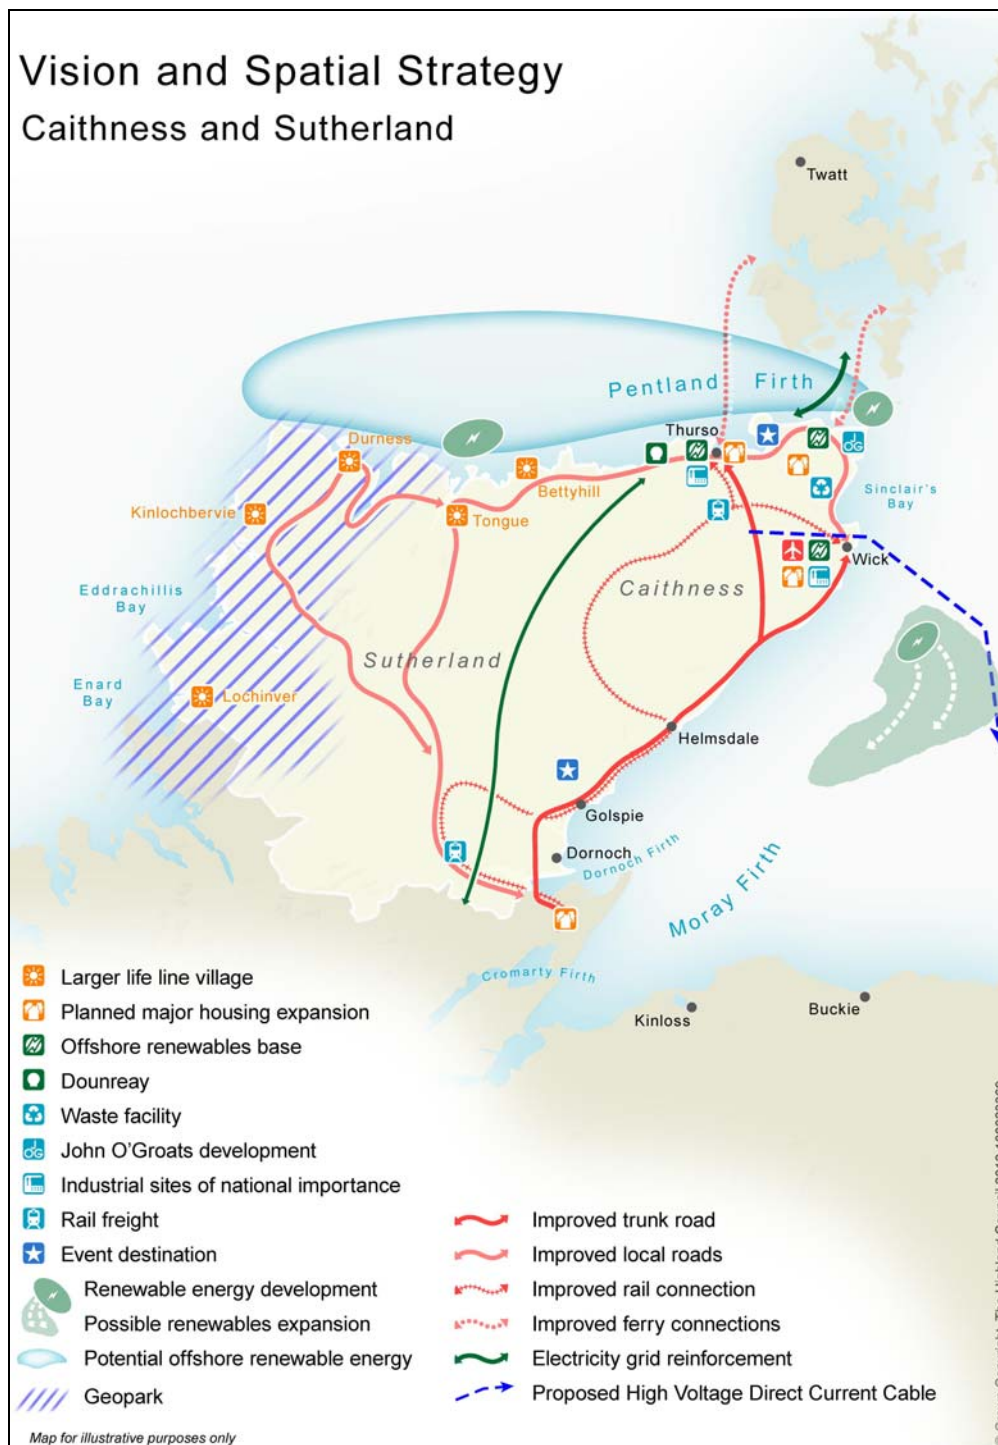 Vision and Spatial Strategy
Caithness and Sutherland
Twatt
Pentland Firth
Thurso
Durness
Bettyhill
Kinlochbervie
Tongue
Sinclair's
Bay
Wick
Eddrachillis
Bay
Caithness
Sutherland
Enard
Bay
Lochinver
Helmsdale
Golspie
Dornoch
Dornoch Firth
Moray Firth
Cromarty Firth
Kinloss
Buckie
Larger life line village
Planned major housing expansion
Offshore renewables base
Dounreay
Waste facility
JOG
John O'Groats development
Industrial sites of national importance
Rail freight
Event destination
Renewable energy development
Possible renewables expansion
Potential offshore renewable energy
Geopark
Improved trunk road
Improved local roads
Improved rail connection
Improved ferry connections
Electricity grid reinforcement
Proposed High Voltage Direct Current Cable
Map for illustrative purposes only